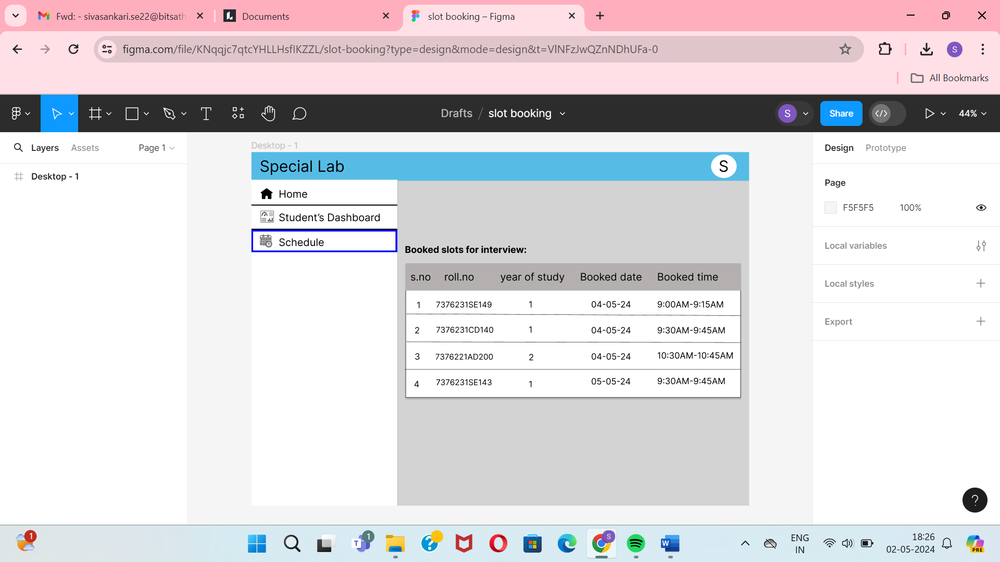 Fwd: - sivasankari.se22@bitsath
Documents
slot booking – Figma
figma.com/file/KNqqjc7qtcYHLLHsfIKZZL/slot-booking?type=design&mode=design&t=VlNFzJwQZnNDhUFa-0
S
All Bookmarks
Drafts / slot booking
S
Share
44%
Layers
Assets
Page 1
Desktop - 1
Desktop - 1
Special Lab
S
Home
Student’s Dashboard
Schedule
Booked slots for interview:
s.no roll.no year of study Booked date Booked time
1 7376231SE149 1 04-05-24 9:00AM-9:15AM
2 7376231CD140 1 04-05-24 9:30AM-9:45AM
3 7376221AD200 2 04-05-24 10:30AM-10:45AM
4 7376231SE143 1 05-05-24 9:30AM-9:45AM
Design
Prototype
Page
F5F5F5 100%
Local variables
Local styles
Export
?
1
1
S
ENG
IN
18:26
02-05-2024
PRE